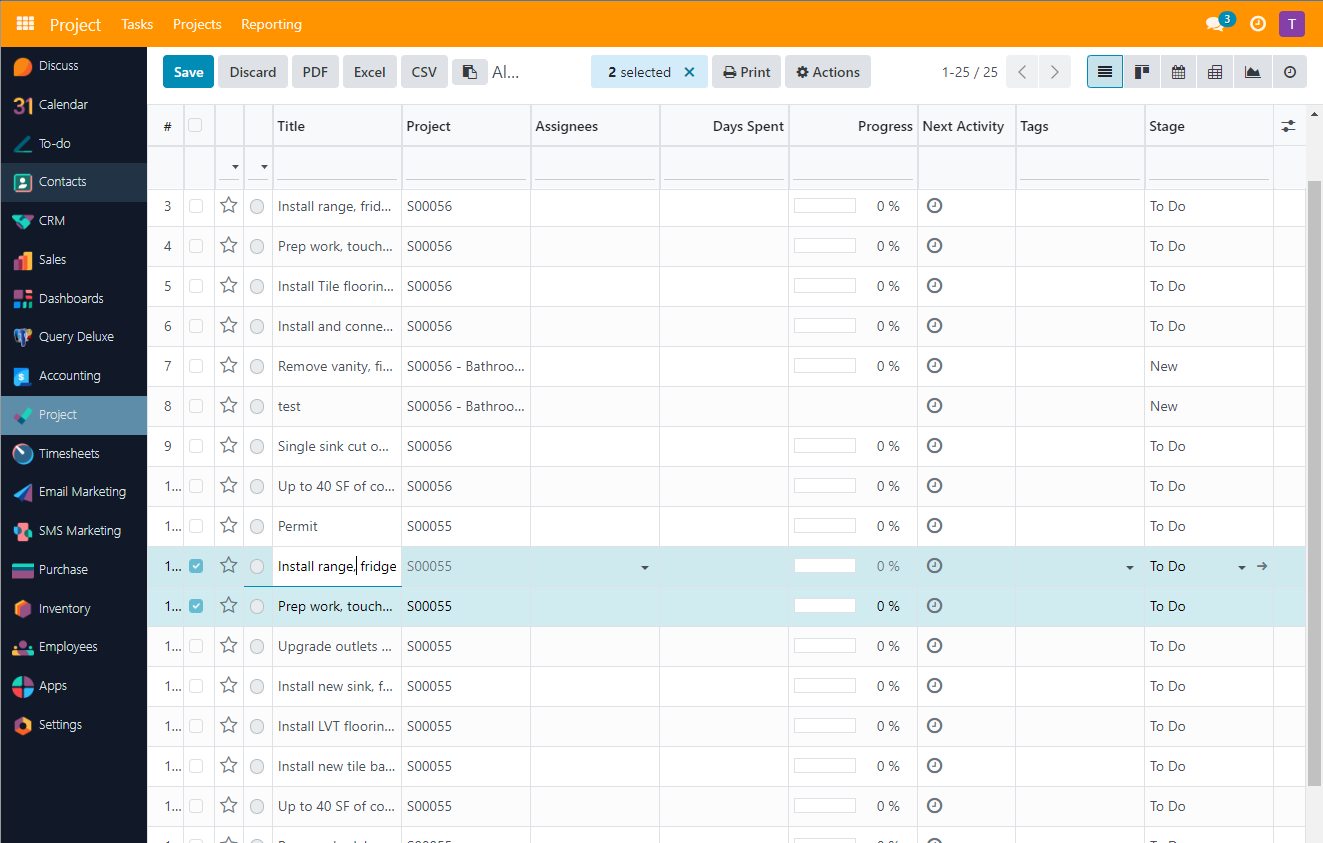 Project Tasks Projects Reporting 3 T
Discuss
31 Calendar
To-do
Contacts
CRM
Sales
Dashboards
Query Deluxe
Accounting
Project
Timesheets
Email Marketing
SMS Marketing
Purchase
Inventory
Employees
Apps
Settings
Save Discard PDF Excel CSV Al... 2 selected Print Actions 1-25 / 25
# Title Project Assignees Days Spent Progress Next Activity Tags Stage
3 Install range, frid... S00056 0 % To Do
4 Prep work, touch... S00056 0 % To Do
5 Install Tile floorin... S00056 0 % To Do
6 Install and conne... S00056 0 % To Do
7 Remove vanity, fi... S00056 - Bathroo... 0 % New
8 test S00056 - Bathroo... New
9 Single sink cut o... S00056 0 % To Do
1... Up to 40 SF of co... S00056 0 % To Do
1... Permit S00055 0 % To Do
1... Install range, fridge S00055 0 % To Do
1... Prep work, touch... S00055 0 % To Do
1... Upgrade outlets ... S00055 0 % To Do
1... Install new sink, f... S00055 0 % To Do
1... Install LVT floorin... S00055 0 % To Do
1... Install new tile ba... S00055 0 % To Do
1... Up to 40 SF of co... S00055 0 % To Do